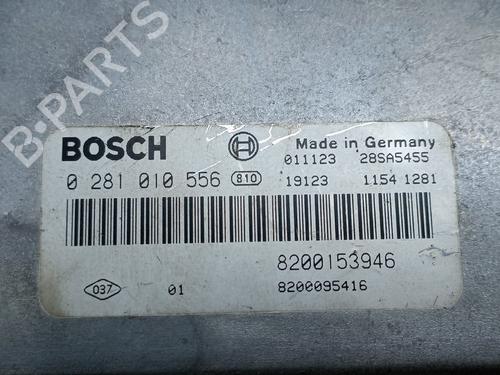 B-PARTS
BOSCH
Made in Germany
011123 28SA5455
0 281 010 556 810 19123 1154 1281
8200153946
037 01 8200095416